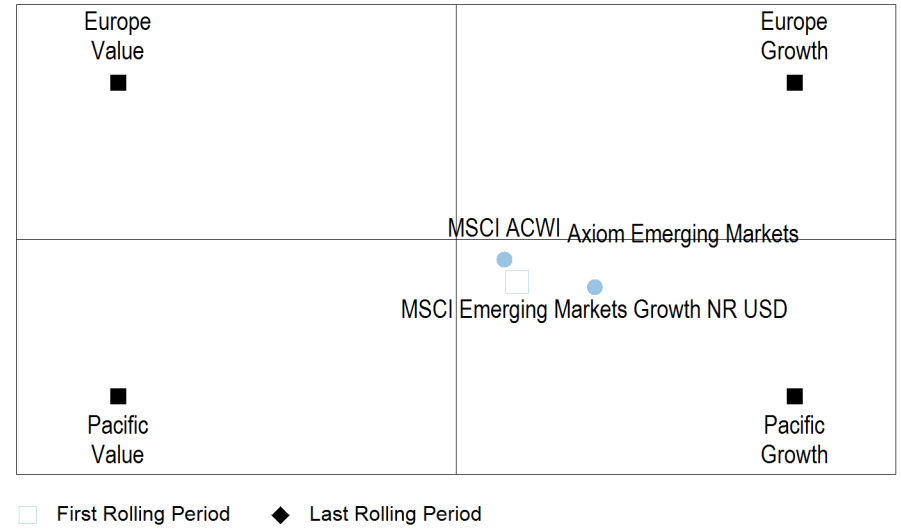 Europe
Value
Europe
Growth
MSCI ACWI
Axiom Emerging Markets
MSCI Emerging Markets Growth NR USD
Pacific
Value
Pacific
Growth
First Rolling Period
Last Rolling Period